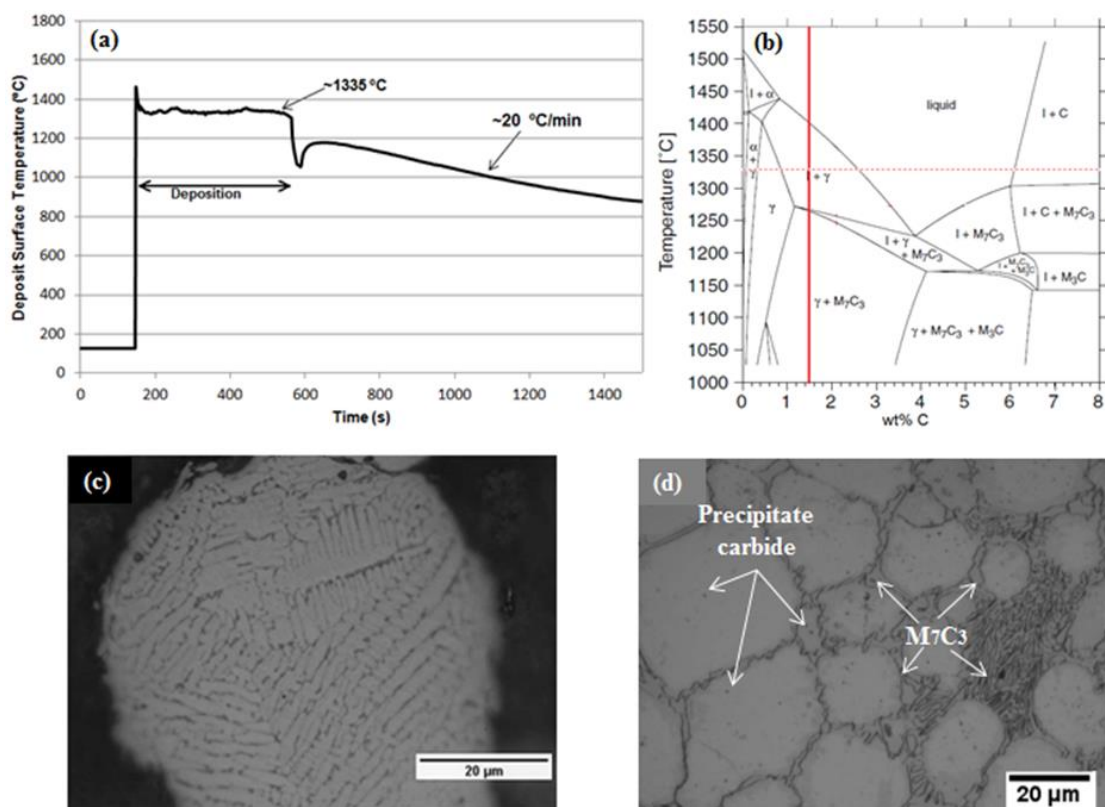 (a)
1800
1600
1400
1200
1000
800
600
400
200
0
0 200 400 600 800 1000 1200 1400
Deposit Surface Temperature (ºC)
Time (s)
~1335 ºC
~20 ºC/min
Deposition
(b)
1550
1500
1450
1400
1350
1300
1250
1200
1150
1100
1050
1000
0 1 2 3 4 5 6 7 8
Temperature [˚C]
wt% C
l + α
liquid
l + C
α
+
γ
+ γ
γ
l + C + M7C3
l + M7C3
l + γ
+ M7C3
l + M3C
γ + M7C3
γ + M7C3 + M3C
(c)
20 µm
(d)
Precipitate
carbide
M7C3
20 µm